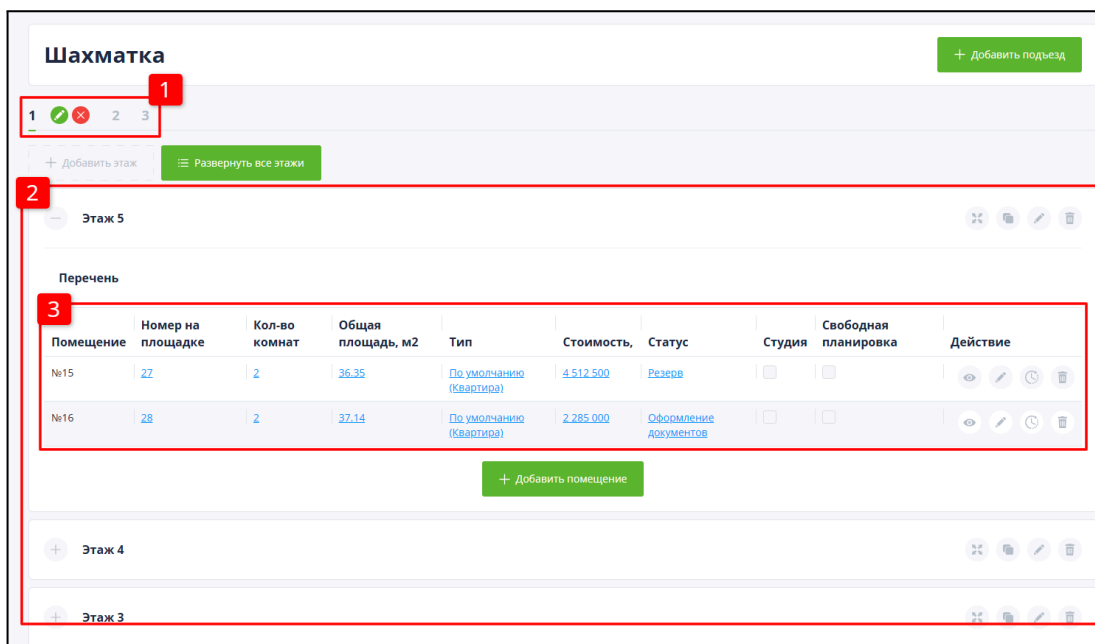 Шахматка
+ Добавить подъезд
1
1 2 3
+ Добавить этаж
Развернуть все этажи
2
Этаж 5
Перечень
3
Помещение Номер на площадке Кол-во комнат Общая площадь, м2 Тип Стоимость, Статус Студия Свободная планировка Действие
№15 27 2 36.35 По умолчанию (Квартира) 4 512 500 Резерв
№16 28 2 37.14 По умолчанию (Квартира) 2 285 000 Оформление документов
+ Добавить помещение
Этаж 4
Этаж 3